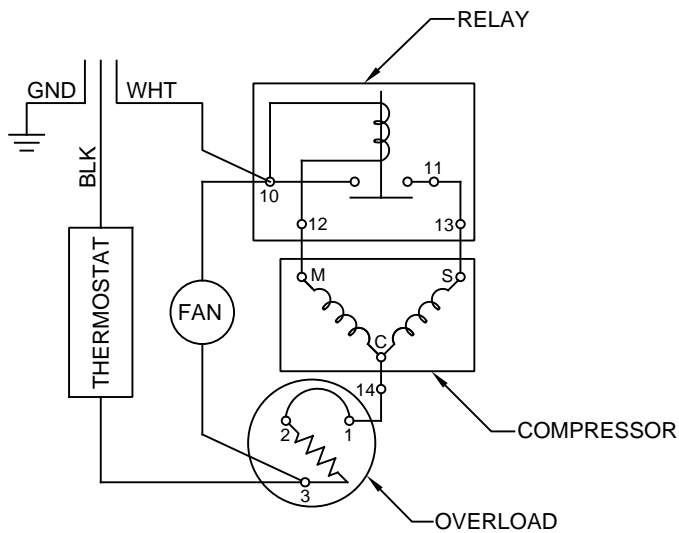 RELAY
GND
WHT
BLK
10
11
12
13
M
S
C
FAN
THERMOSTAT
14
2
1
3
COMPRESSOR
OVERLOAD